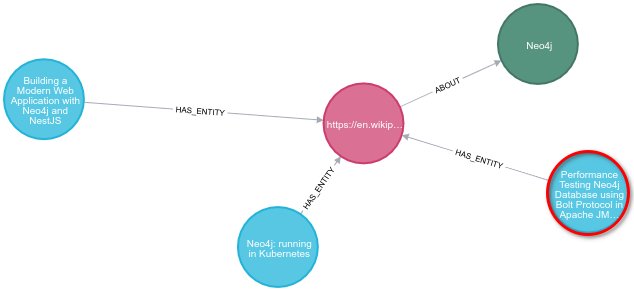 Neo4j
Building a
Modern Web
Application with
Neo4j and
NestJS
HAS_ENTITY
https://en.wikip…
ABOUT
HAS_ENTITY
Performance
Testing Neo4j
Database using
Bolt Protocol in
Apache JM…
HAS_ENTITY
Neo4j: running
in Kubernetes